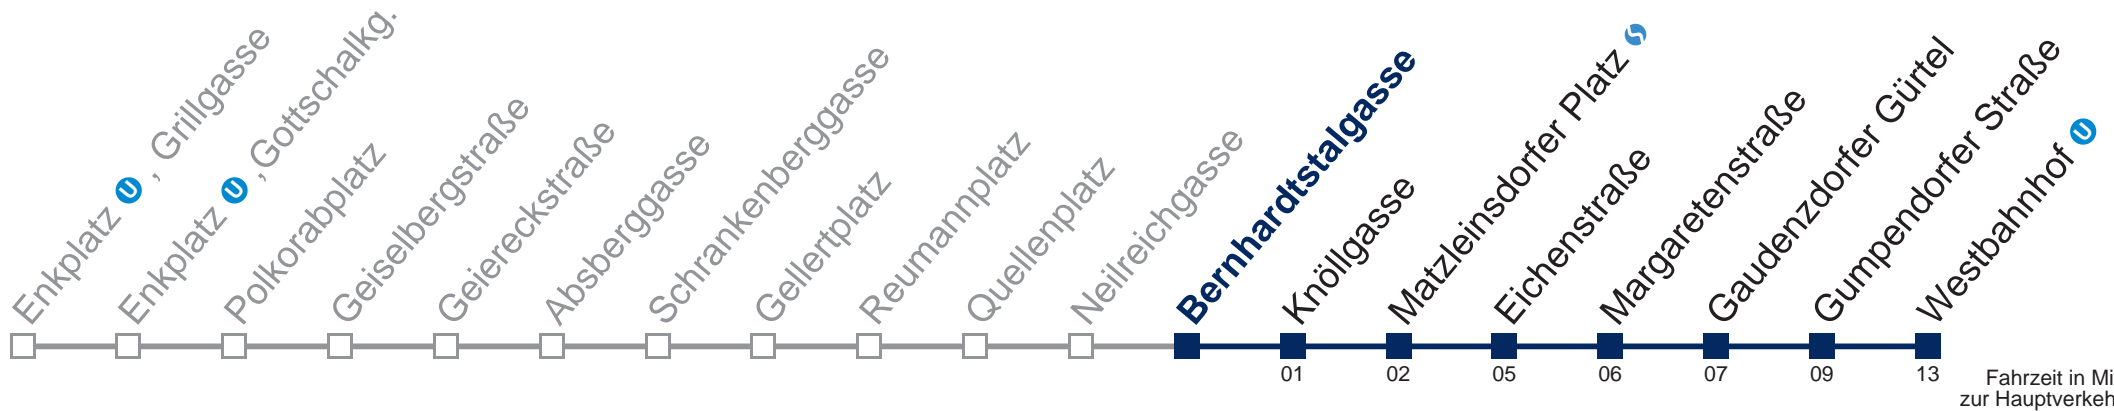 Enkplatz U , Grillgasse
Enkplatz U , Gottschalkg.
Polkorabplatz
Geiselbergstraße
Geiereckstraße
Absberggasse
Schrankenberggasse
Gellertplatz
Reumannplatz
Quellenplatz
Neilreichgasse
Bernhardtstalgasse
Knöllgasse
Matzleinsdorfer Platz S
Eichenstraße
Margaretenstraße
Gaudenzdorfer Gürtel
Gumpendorfer Straße
Westbahnhof U
01 02 05 06 07 09 13
Fahrzeit in Mi
zur Hauptverkeh